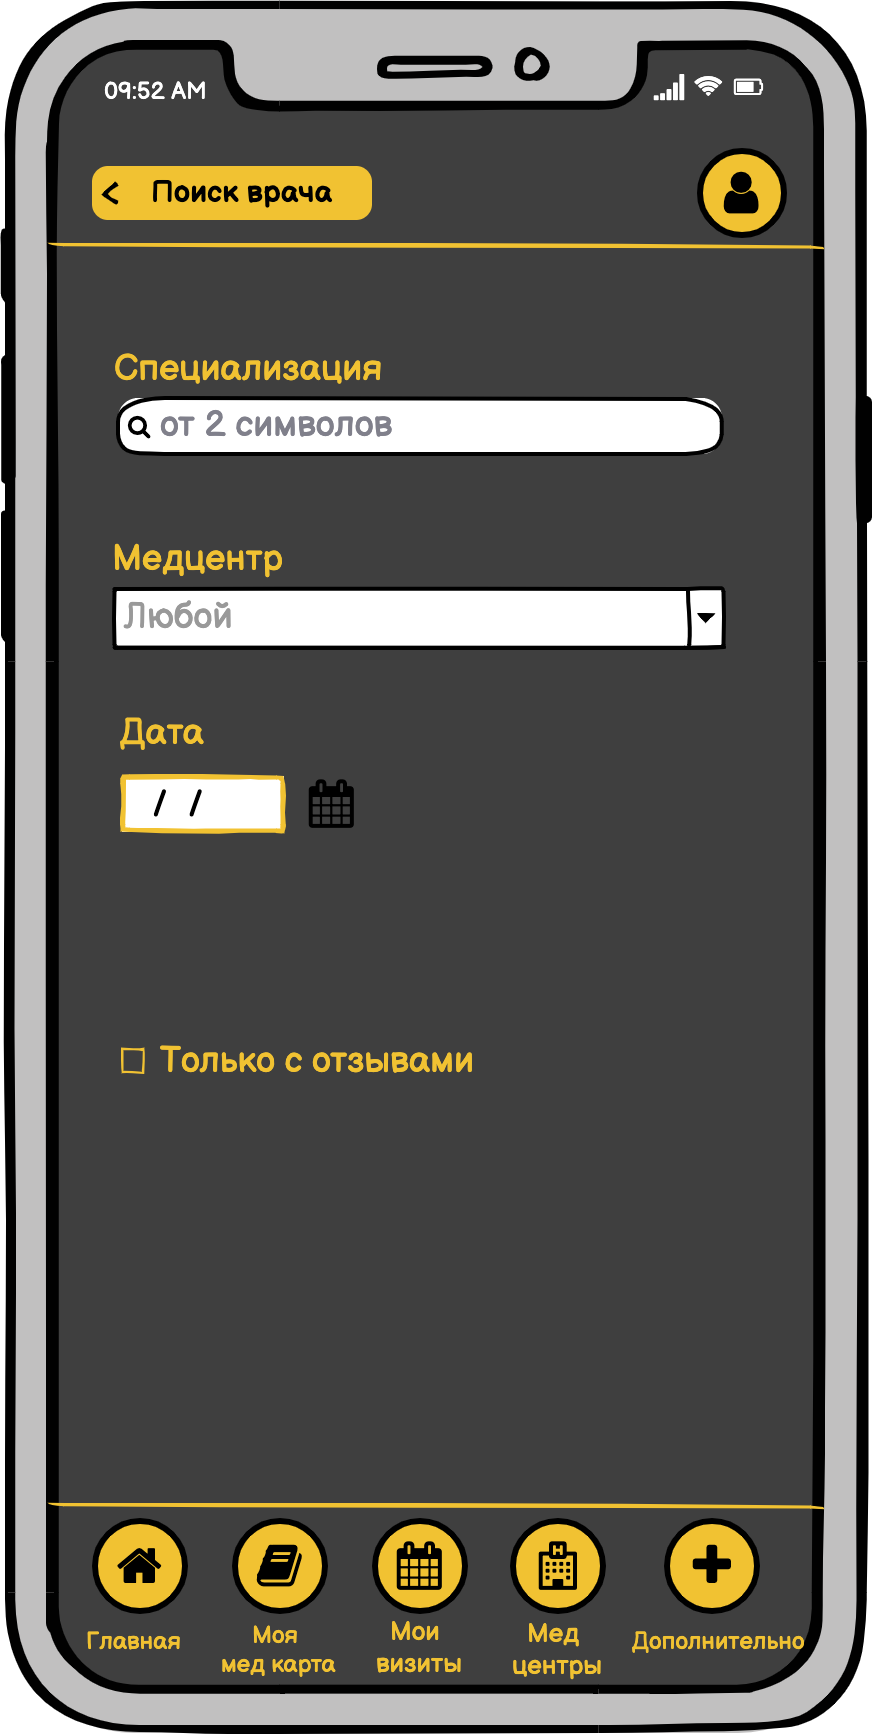 09:52 AM
Поиск врача
Специализация
от 2 символов
Медцентр
Любой
Дата
/ /
Только с отзывами
Главная
Моя
мед карта
Мои
визиты
Мед
центры
Дополнительно